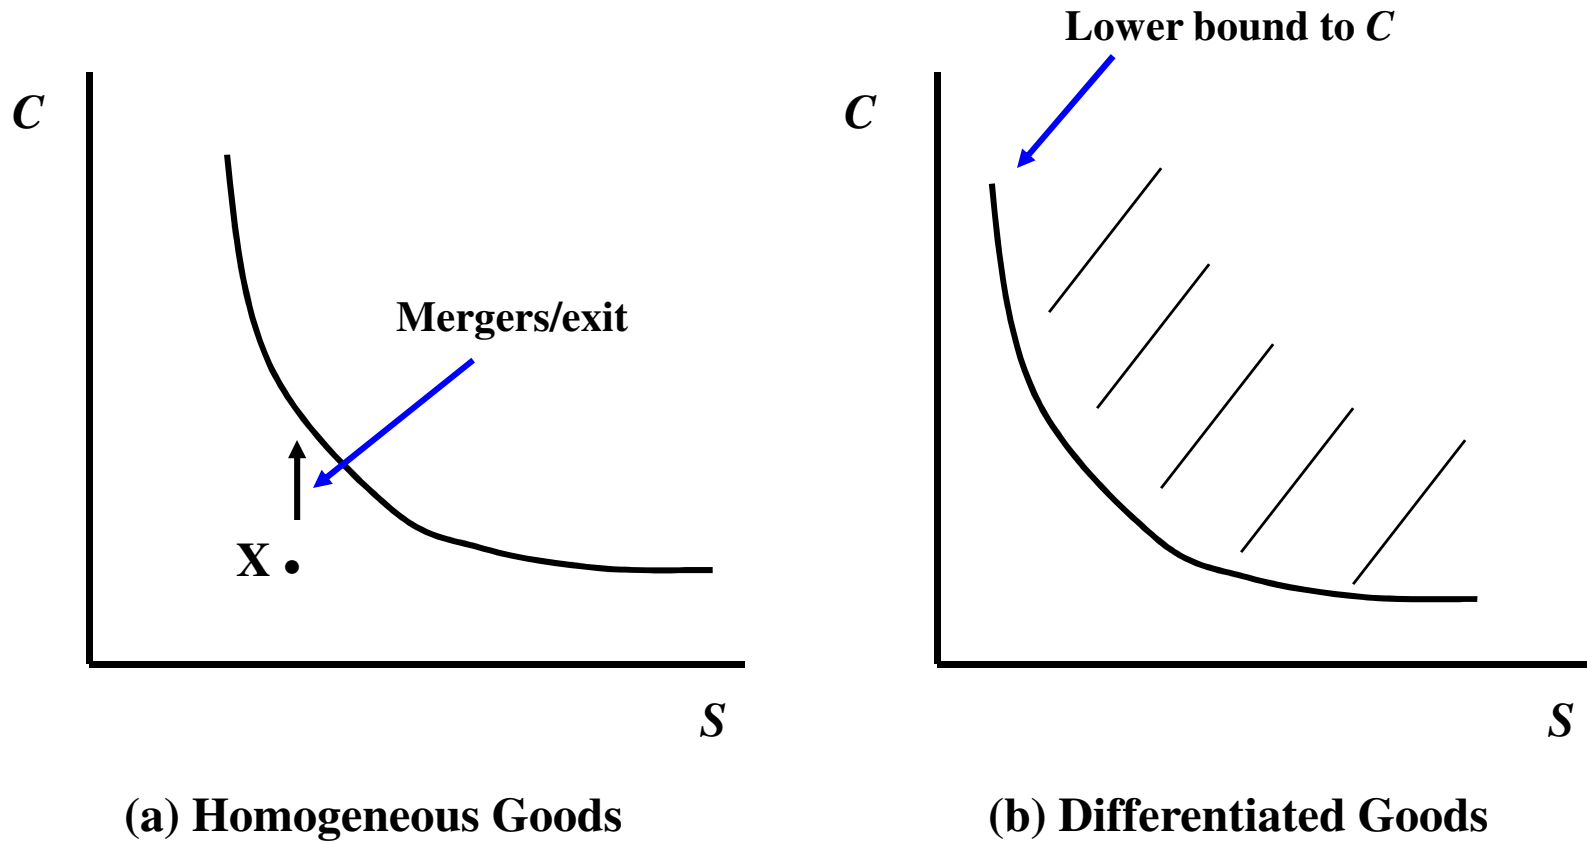 Lower bound to C
C
C
Mergers/exit
X
S
S
(a) Homogeneous Goods
(b) Differentiated Goods